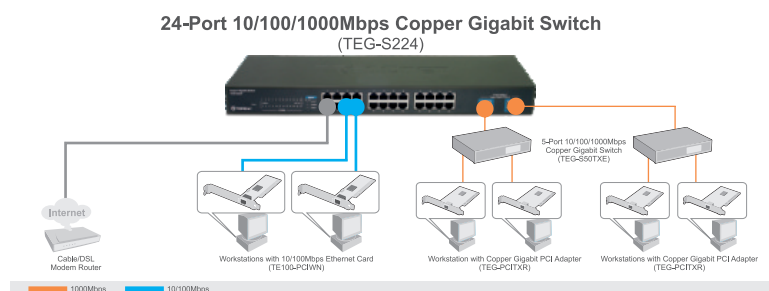 24-Port 10/100/1000Mbps Copper Gigabit Switch
(TEG-S224)
5-Port 10/100/1000Mbps
Copper Gigabit Switch
(TEG-S50TXE)
Internet
Cable/DSL
Modem Router
Workstations with 10/100Mbps Ethernet Card
(TE100-PCIWN)
Workstation with Copper Gigabit PCI Adapter
(TEG-PCITXR)
Workstations with Copper Gigabit PCI Adapter
(TEG-PCITXR)
1000Mbps
10/100Mbps